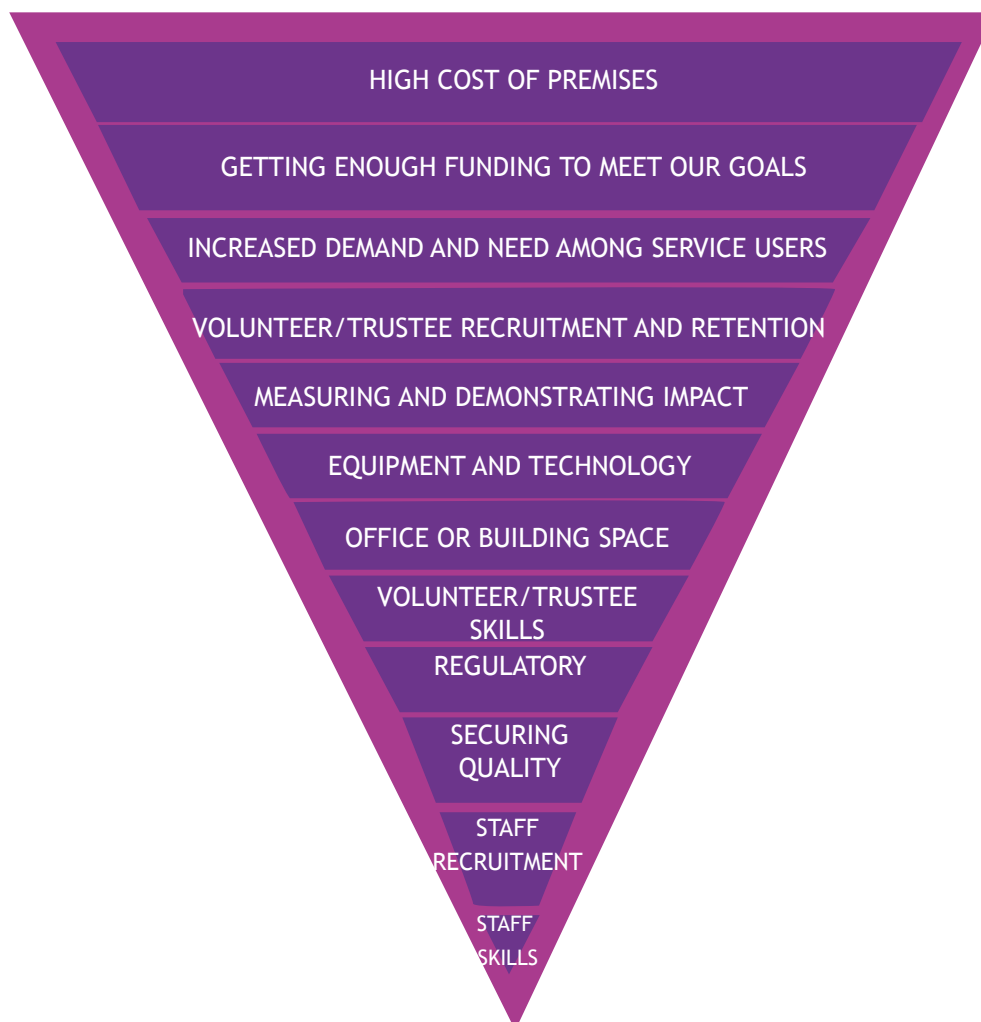 HIGH COST OF PREMISES
GETTING ENOUGH FUNDING TO MEET OUR GOALS
INCREASED DEMAND AND NEED AMONG SERVICE USERS
VOLUNTEER/TRUSTEE RECRUITMENT AND RETENTION
MEASURING AND DEMONSTRATING IMPACT
EQUIPMENT AND TECHNOLOGY
OFFICE OR BUILDING SPACE
VOLUNTEER/TRUSTEE
SKILLS
REGULATORY
SECURING
QUALITY
STAFF
RECRUITMENT
STAFF
SKILLS